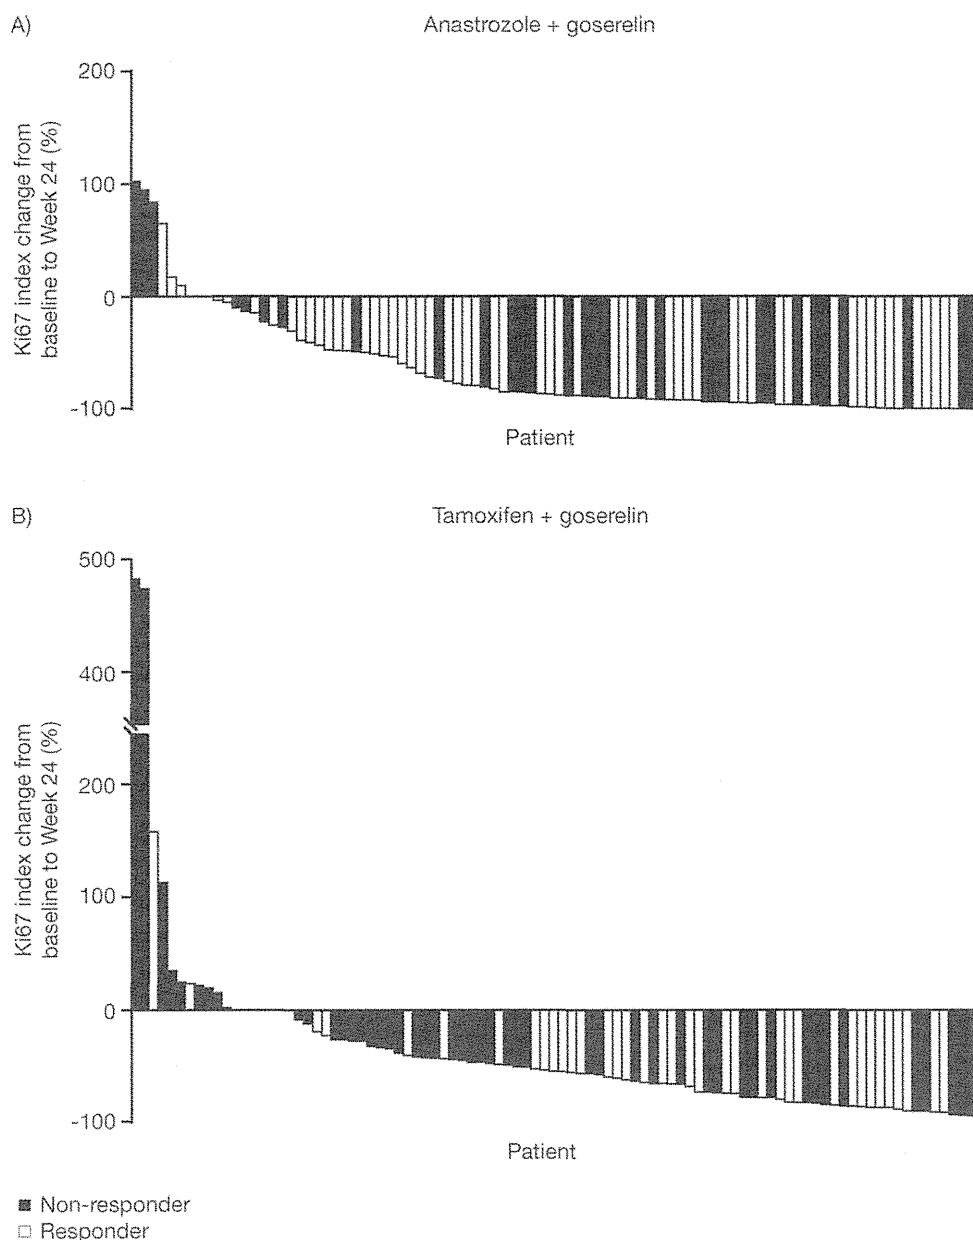 A)
Anastrozole + goserelin
Ki67 index change from
baseline to Week 24 (%)
200
100
0
-100
Patient
B)
Tamoxifen + goserelin
Ki67 index change from
baseline to Week 24 (%)
500
400
200
100
0
-100
Patient
Non-responder
Responder